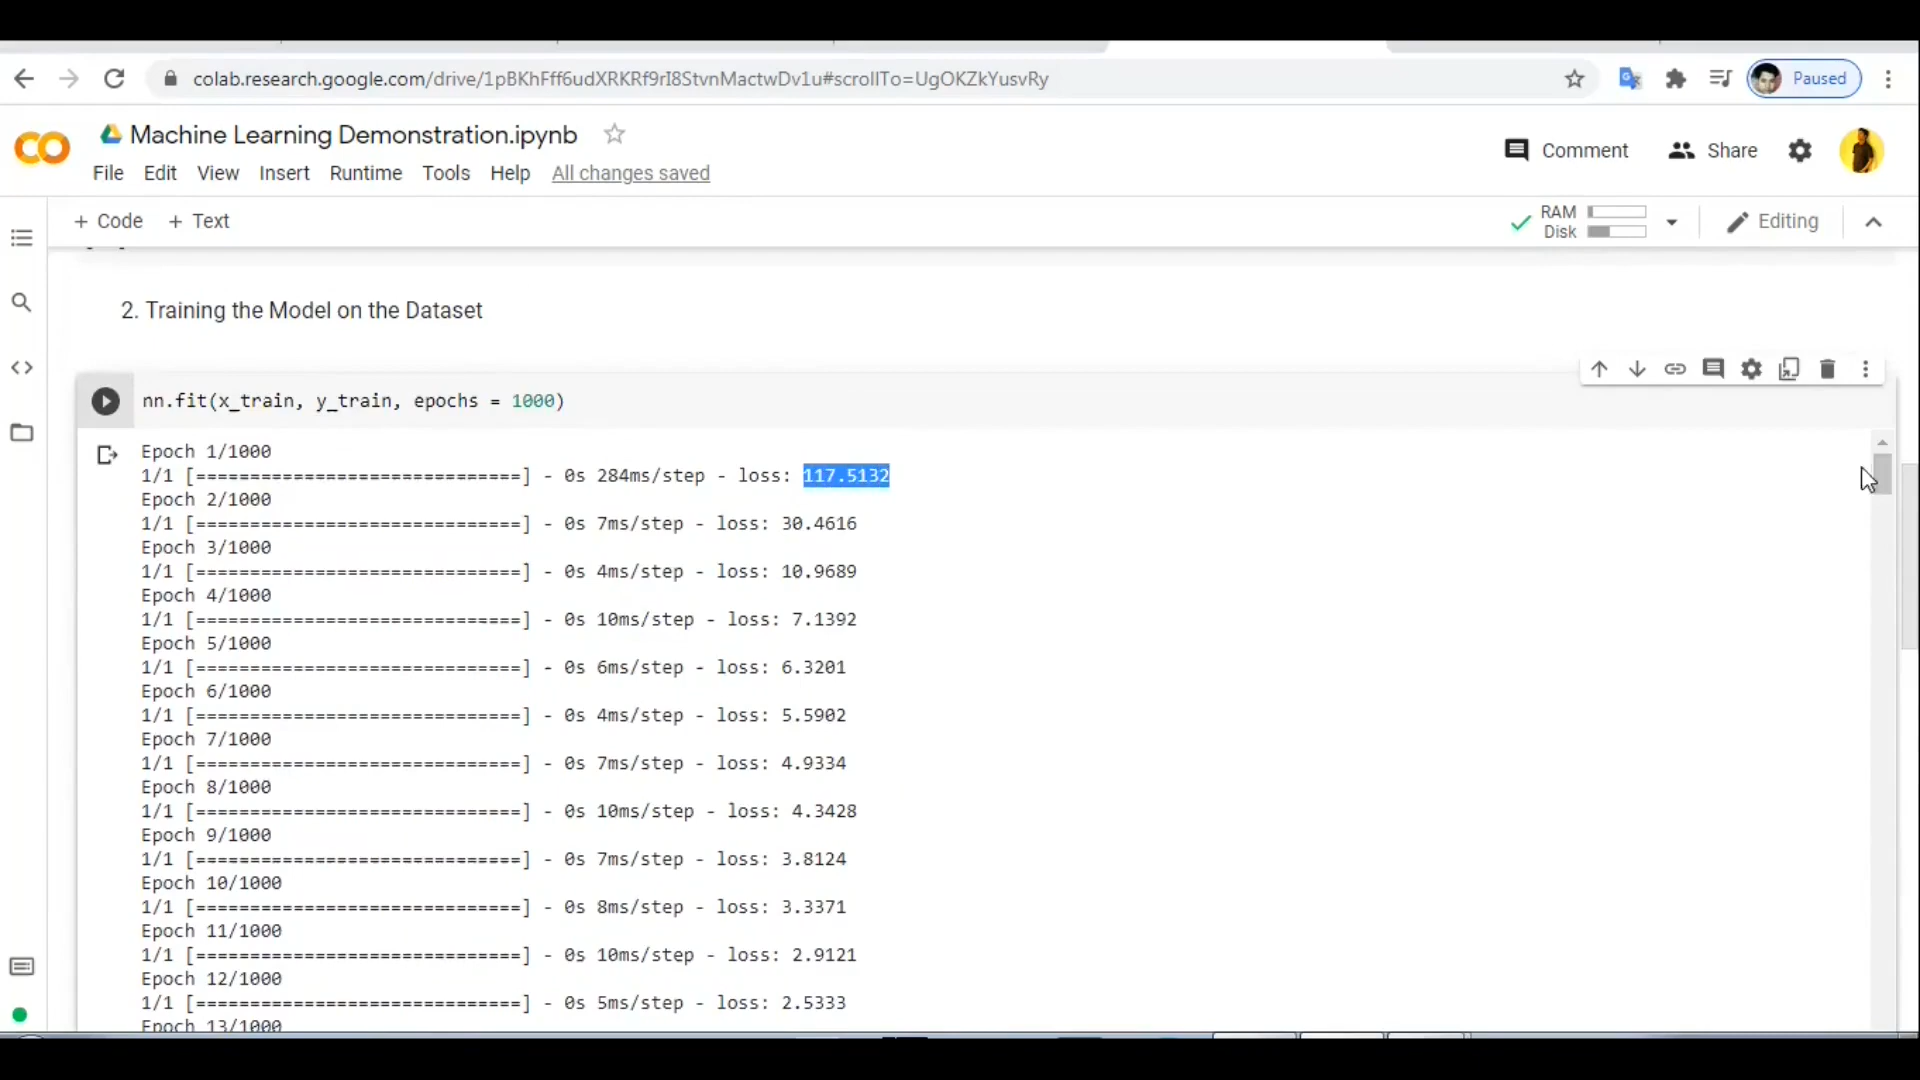 colab.research.google.com/drive/1pBKhFff6udXRKRf9rI8StvnMactwDv1u#scrollTo=UgOKZkYusvRy
Paused
Machine Learning Demonstration.ipynb
File Edit View Insert Runtime Tools Help All changes saved
Comment
Share
+ Code + Text
RAM
Disk
Editing
2. Training the Model on the Dataset
nn.fit(x_train, y_train, epochs = 1000)
Epoch 1/1000
1/1 [==============================] - 0s 284ms/step - loss: 117.5132
Epoch 2/1000
1/1 [==============================] - 0s 7ms/step - loss: 30.4616
Epoch 3/1000
1/1 [==============================] - 0s 4ms/step - loss: 10.9689
Epoch 4/1000
1/1 [==============================] - 0s 10ms/step - loss: 7.1392
Epoch 5/1000
1/1 [==============================] - 0s 6ms/step - loss: 6.3201
Epoch 6/1000
1/1 [==============================] - 0s 4ms/step - loss: 5.5902
Epoch 7/1000
1/1 [==============================] - 0s 7ms/step - loss: 4.9334
Epoch 8/1000
1/1 [==============================] - 0s 10ms/step - loss: 4.3428
Epoch 9/1000
1/1 [==============================] - 0s 7ms/step - loss: 3.8124
Epoch 10/1000
1/1 [==============================] - 0s 8ms/step - loss: 3.3371
Epoch 11/1000
1/1 [==============================] - 0s 10ms/step - loss: 2.9121
Epoch 12/1000
1/1 [==============================] - 0s 5ms/step - loss: 2.5333
Epoch 13/1000